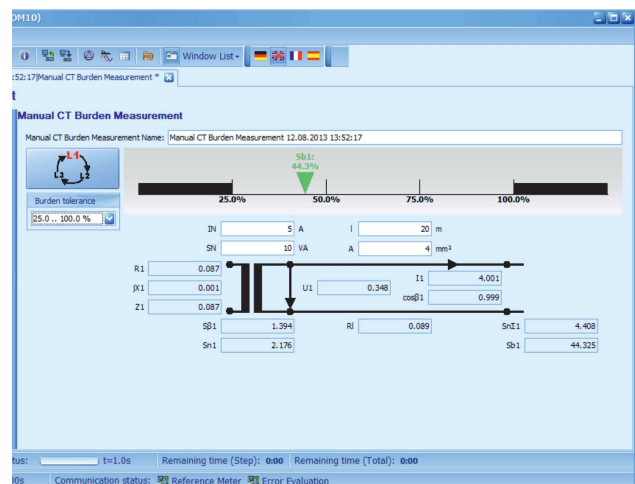 OM10)
Window List
:52:17|Manual CT Burden Measurement *
t
Manual CT Burden Measurement
Manual CT Burden Measurement Name: Manual CT Burden Measurement 12.08.2013 13:52:17
L1
L3 L2
Sb1:
44.3%
Burden tolerance
25.0 .. 100.0 %
25.0% 50.0% 75.0% 100.0%
IN 5 A l 20 m
SN 10 VA A 4 mm²
R1 0.087
I1 4.001
jX1 0.001 U1 0.348
cosβ1 0.999
Z1 0.087
Sβ1 1.394 Rl 0.089 SnΣ1 4.408
Sn1 2.176 Sb1 44.325
tus: t=1.0s Remaining time (Step): 0:00 Remaining time (Total): 0:00
00s Communication status: Reference Meter Error Evaluation